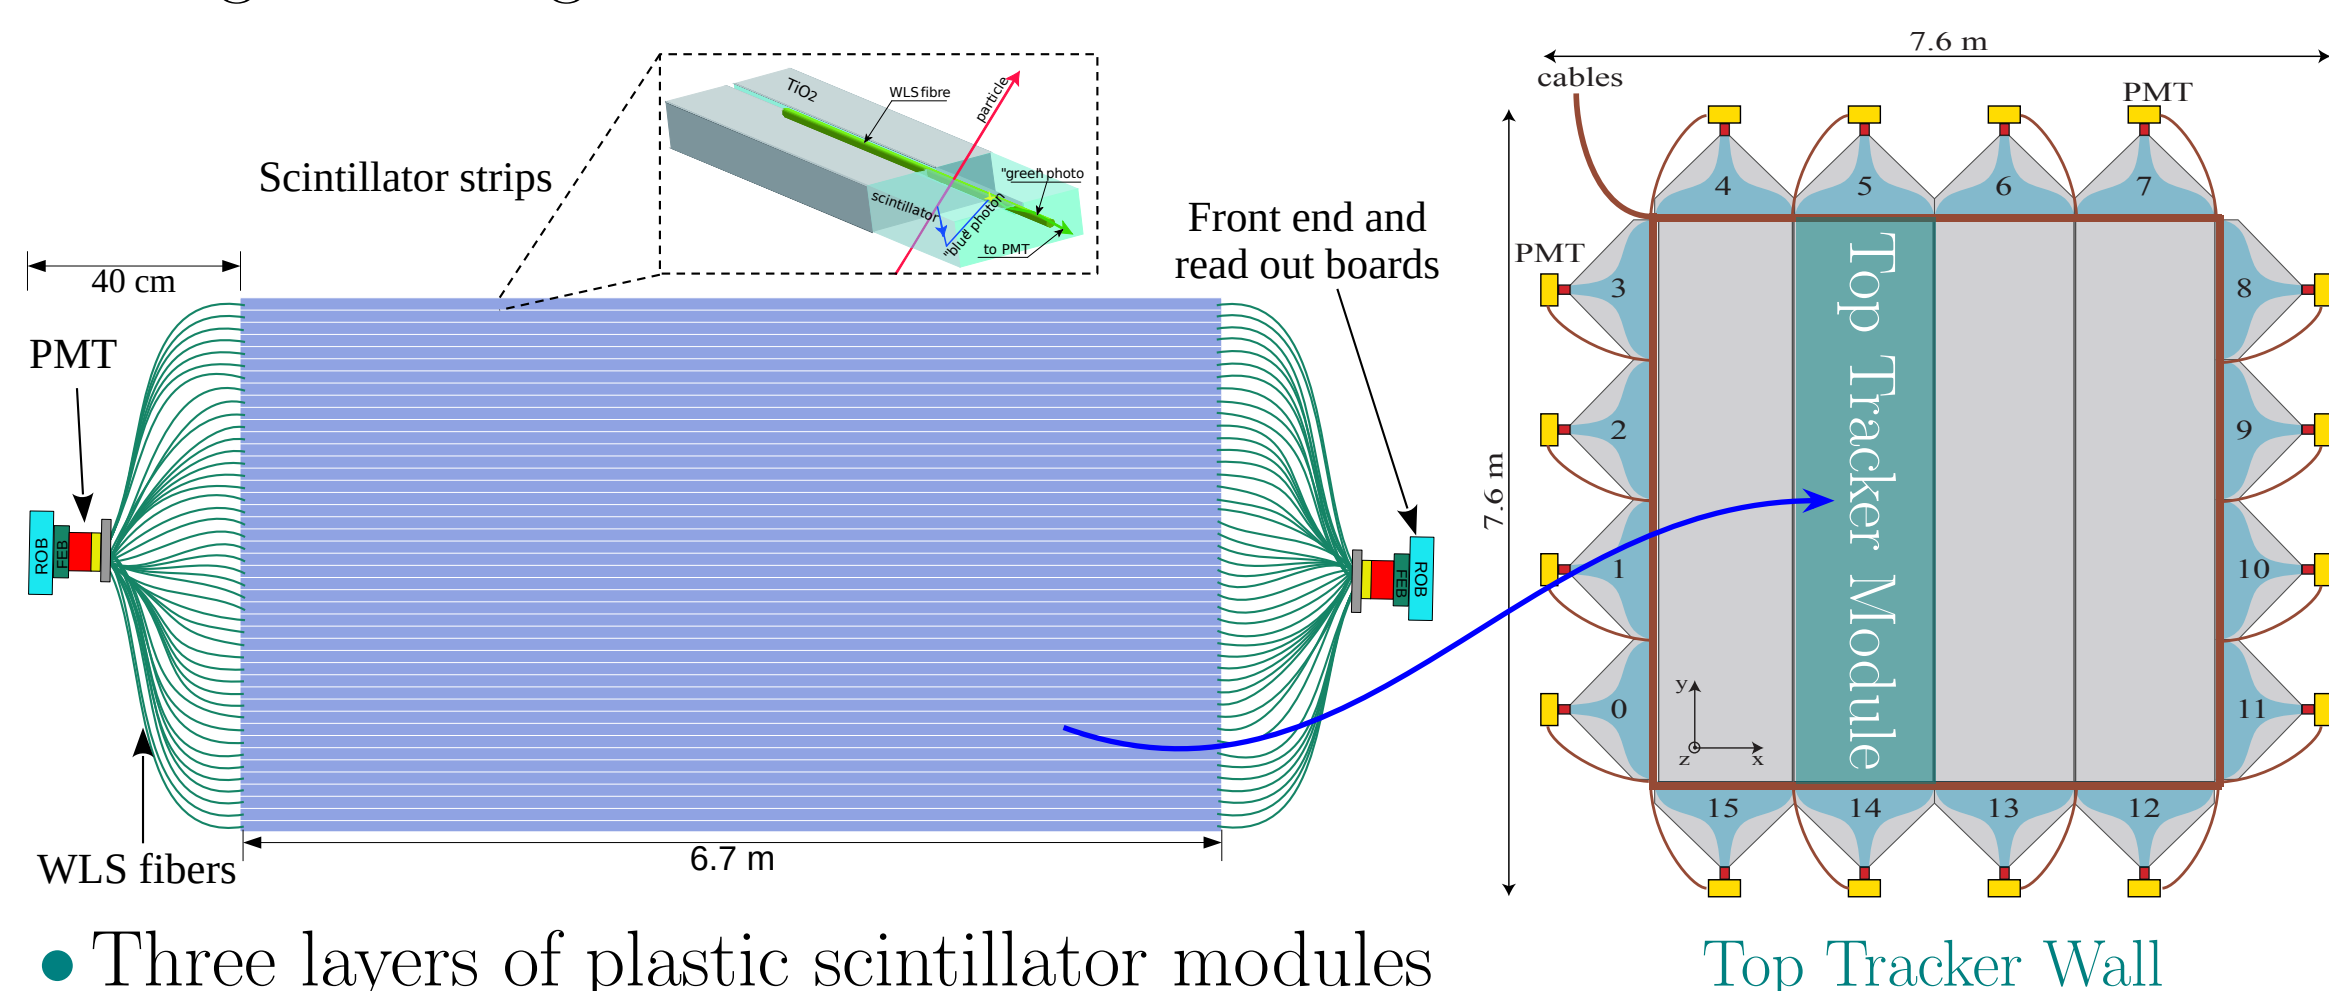 7.6 m
cables
PMT
TiO2
WLS fibre
particle
"green" photo
scintillator
"blue" photon
to PMT
Scintillator strips
Front end and
read out boards
40 cm
PMT
ROB
FEB
FEB
ROB
WLS fibers
6.7 m
4
5
6
7
PMT
3
2
1
0
8
9
10
11
7.6 m
Top Tracker Module
y
z
x
15
14
13
12
• Three layers of plastic scintillator modules
Top Tracker Wall